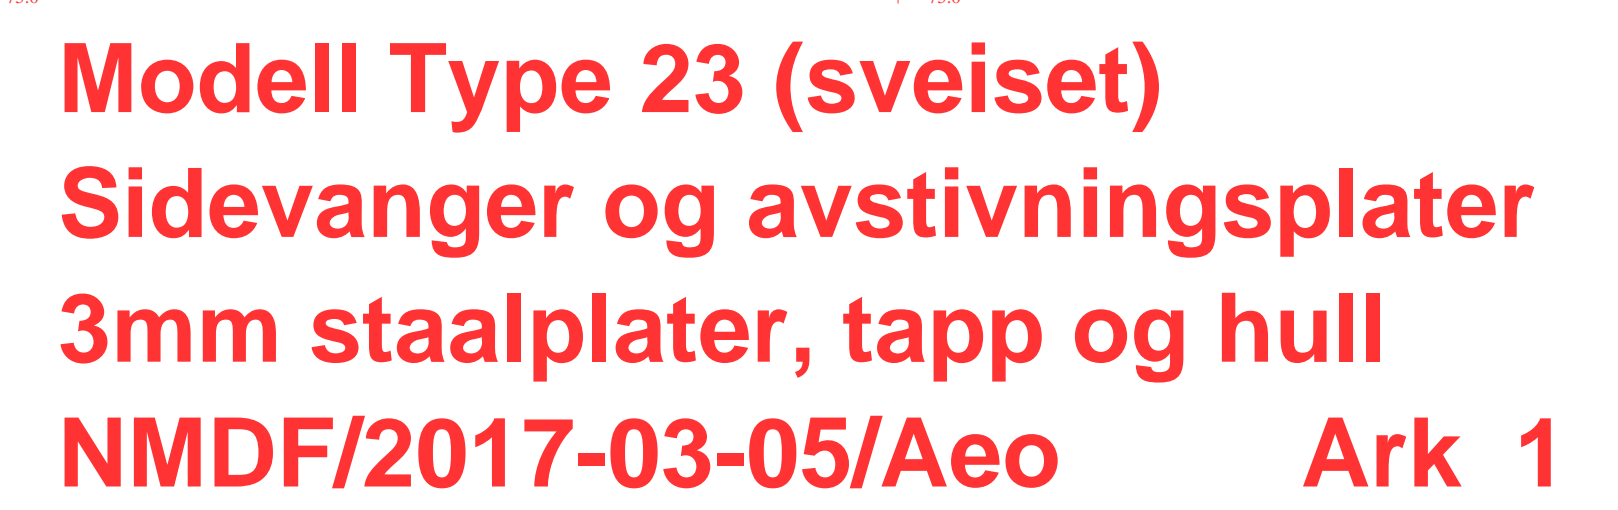 Modell Type 23 (sveiset)
Sidevanger og avstivningsplater
3mm staalplater, tapp og hull
NMDF/2017-03-05/Aeo Ark 1